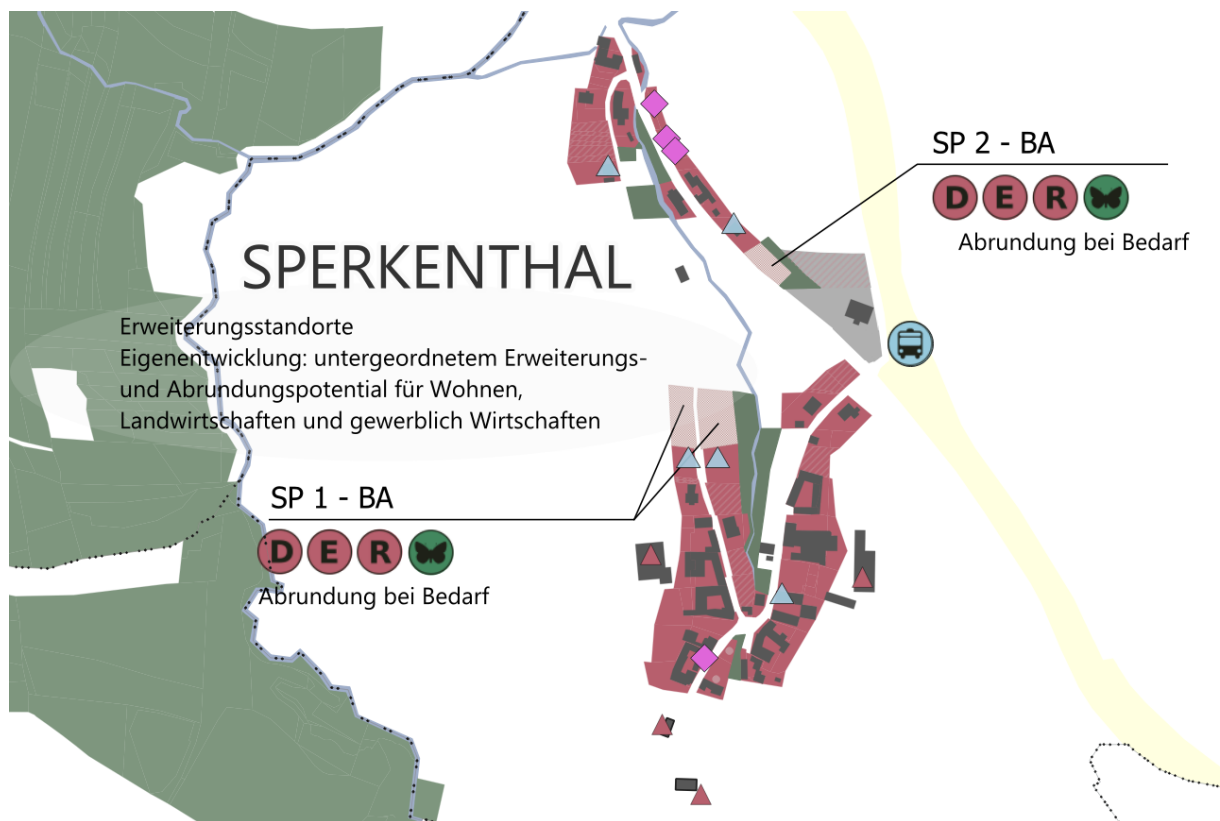 SP 2 - BA
D E R
Abrundung bei Bedarf
SPERKENTHAL
Erweiterungsstandorte
Eigenentwicklung: untergeordnetem Erweiterungs-
und Abrundungspotential für Wohnen,
Landwirtschaften und gewerblich Wirtschaften
SP 1 - BA
D E R
Abrundung bei Bedarf